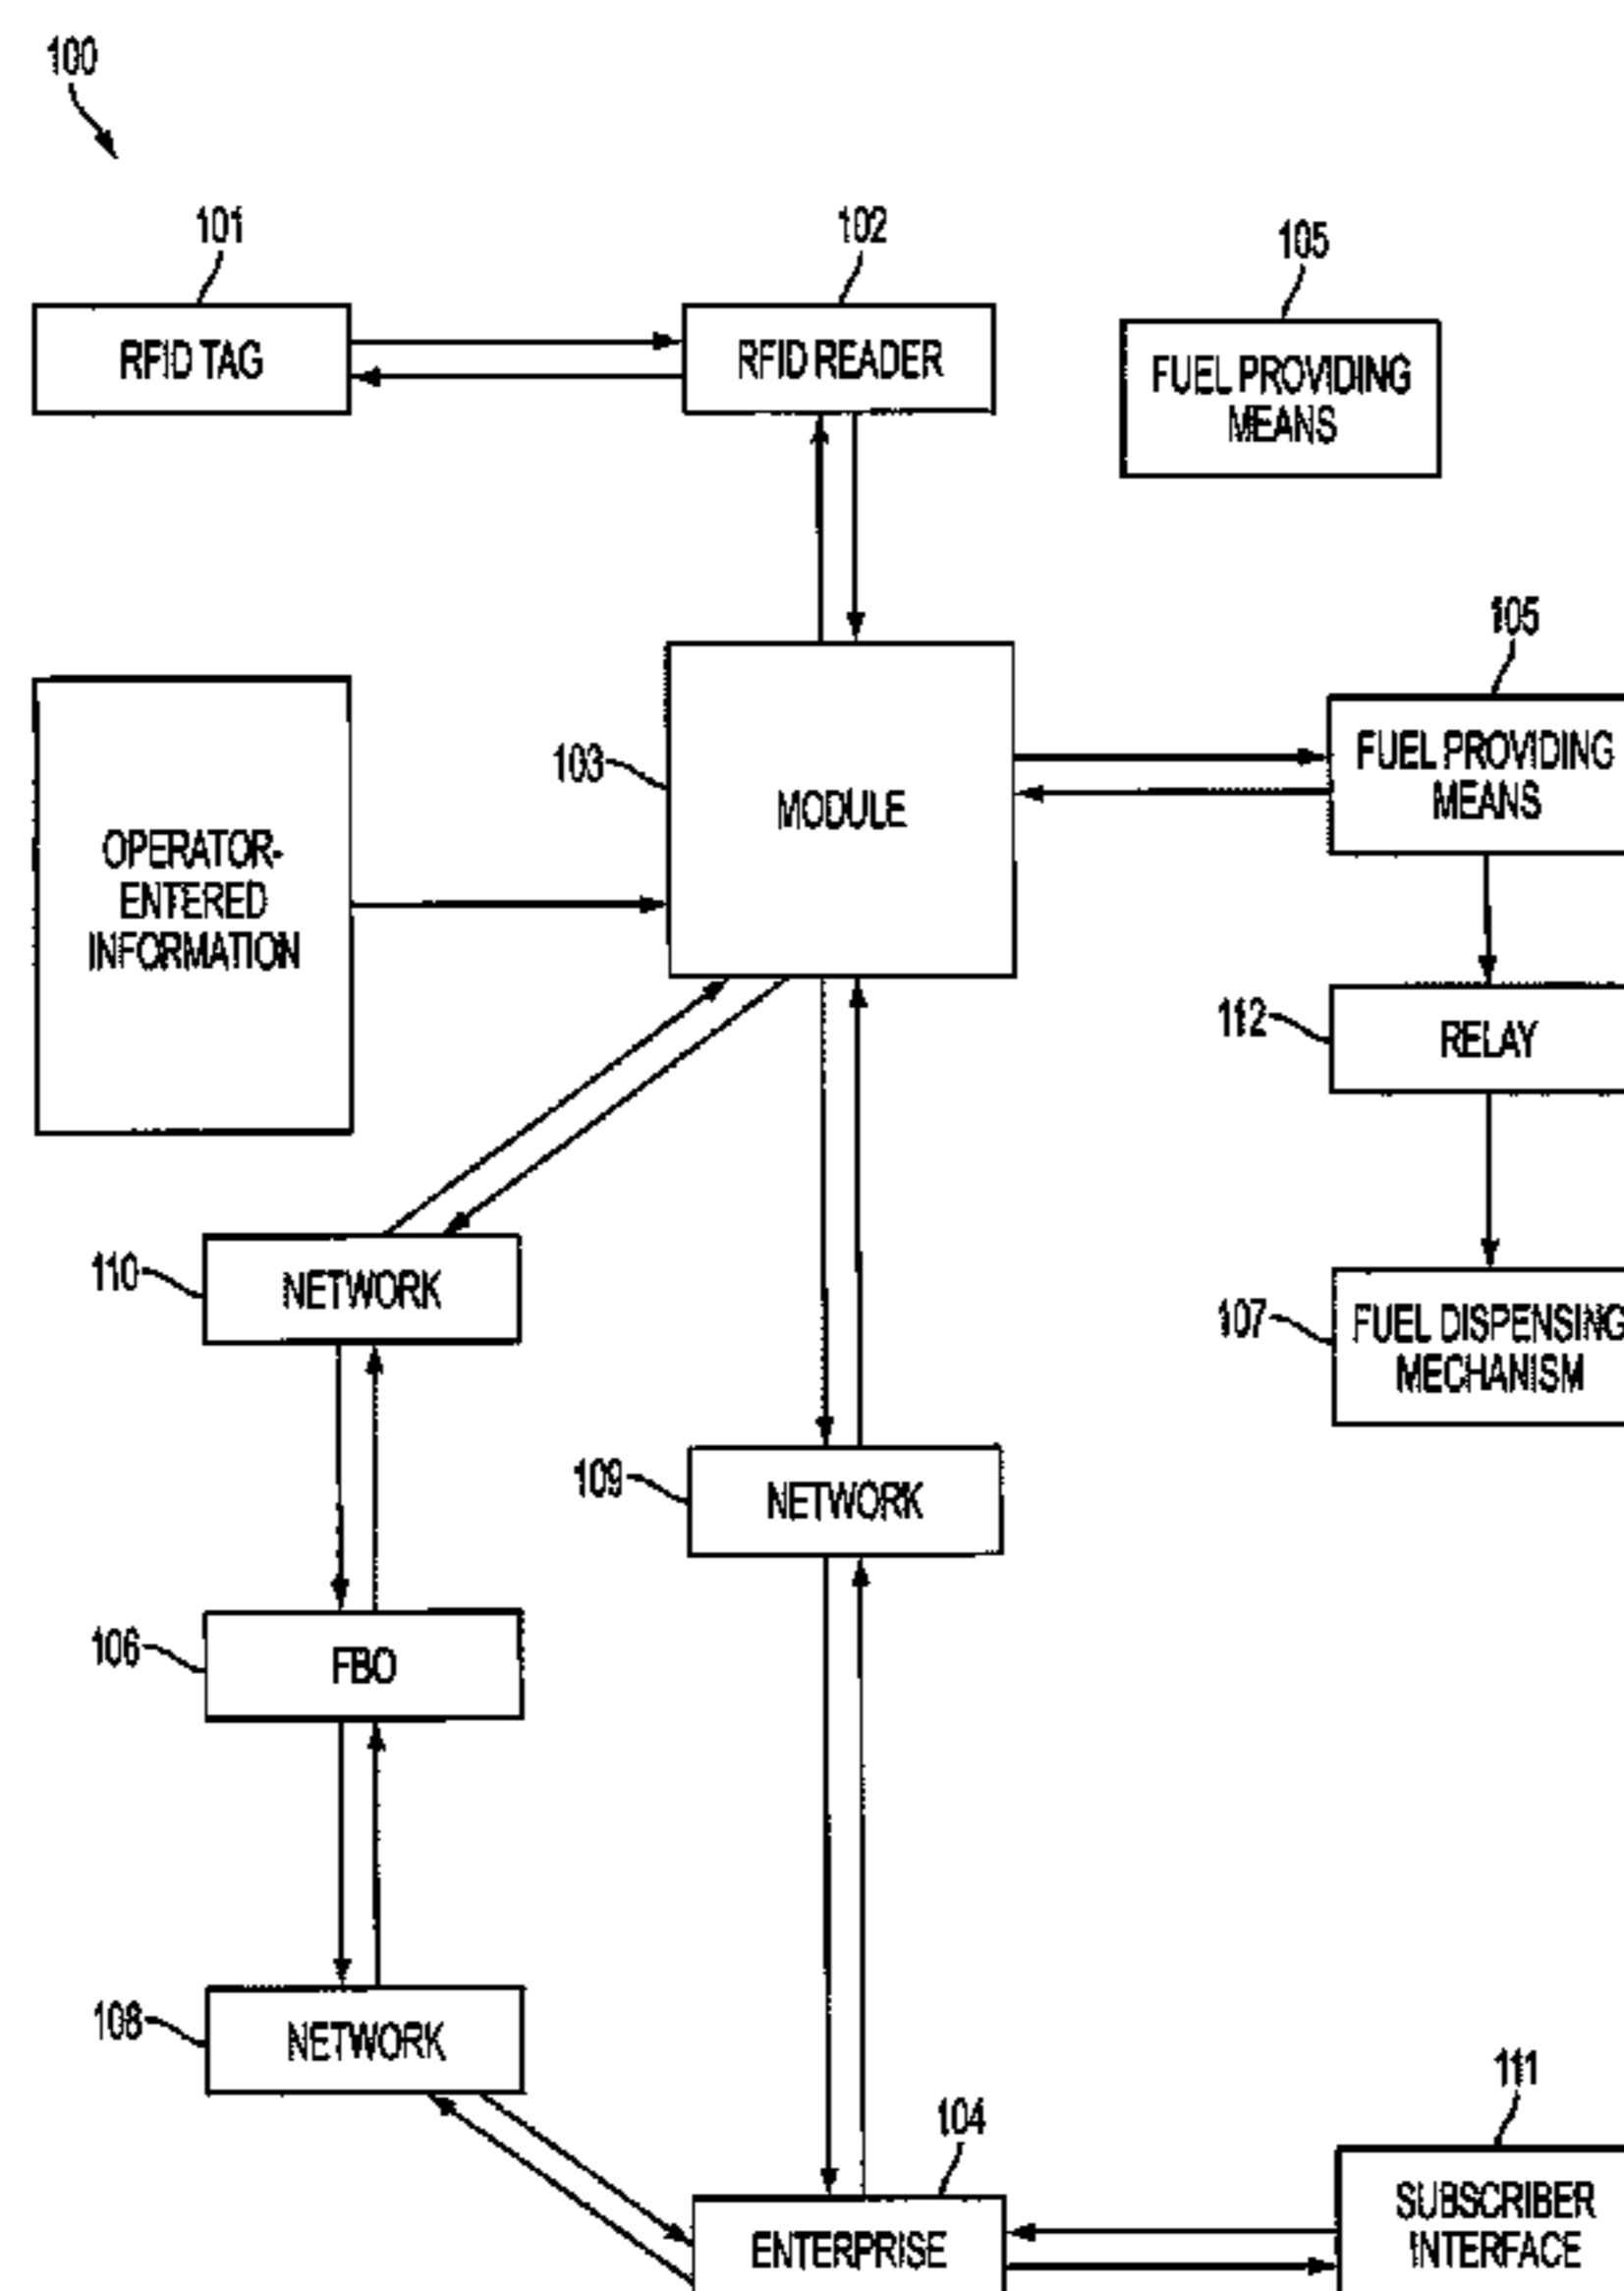 100
101
102
105
RFID TAG
RFID READER
FUEL PROVIDING
MEANS
105
103
MODULE
FUEL PROVIDING
MEANS
OPERATOR-
ENTERED
INFORMATION
112
RELAY
110
NETWORK
107
FUEL DISPENSING
MECHANISM
109
NETWORK
106
FBO
108
NETWORK
111
104
SUBSCRIBER
INTERFACE
ENTERPRISE